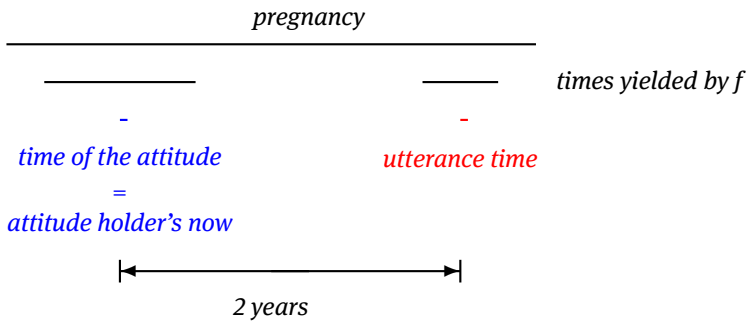 pregnancy
times yielded by f
time of the attitude
=
attitude holder's now
utterance time
2 years